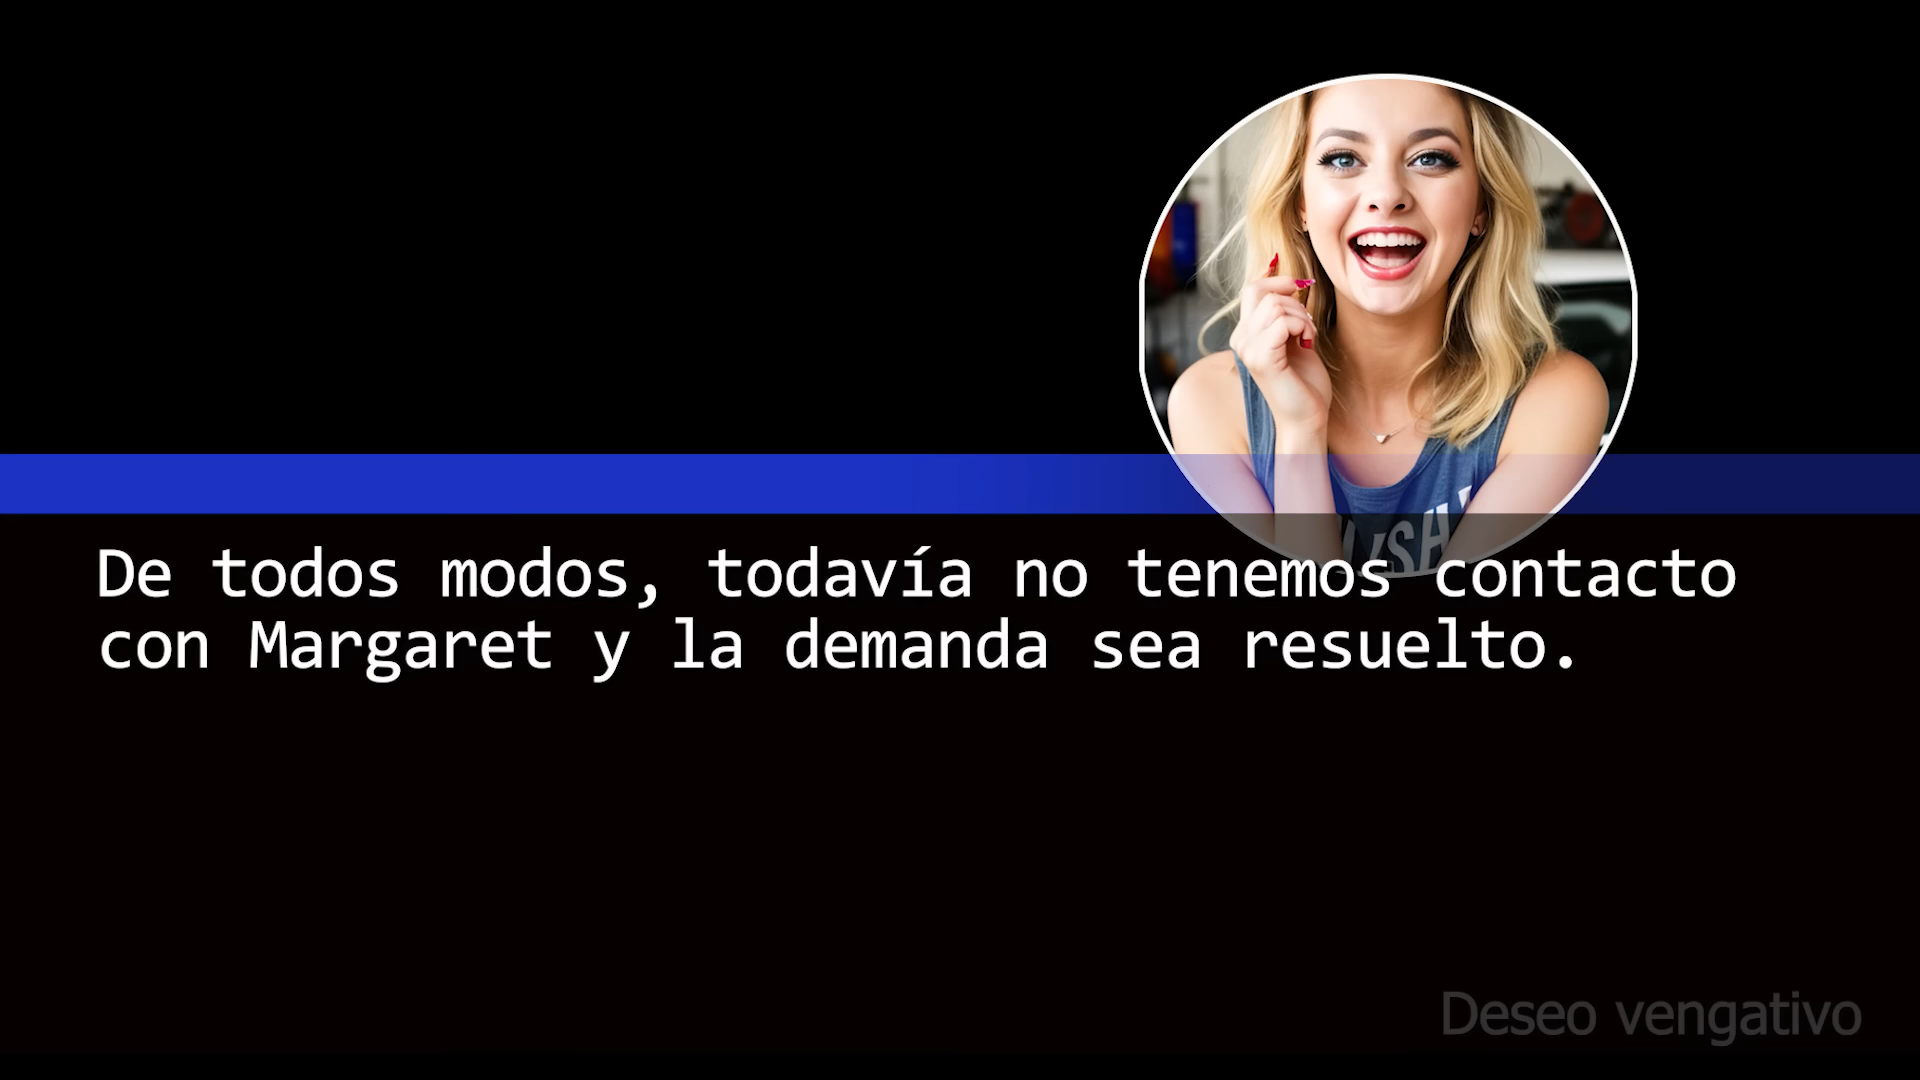 De todos modos, todavía no tenemos contacto
con Margaret y la demanda sea resuelto.
Deseo vengativo